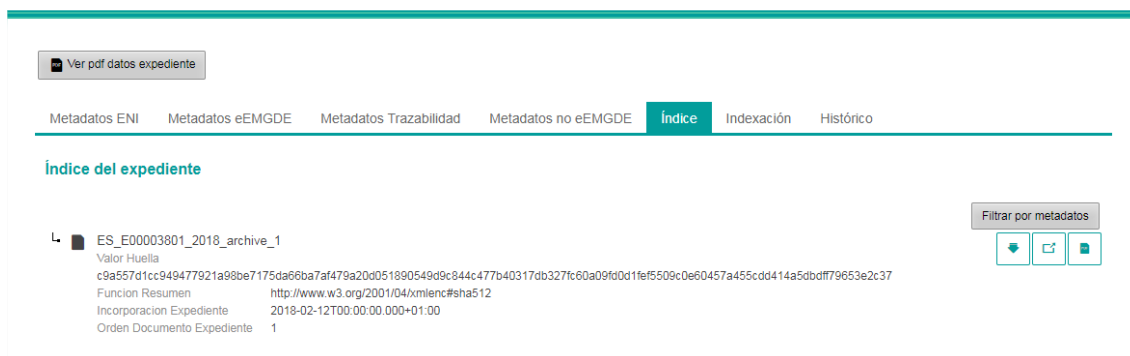 Ver pdf datos expediente
Metadatos ENI Metadatos eEMGDE Metadatos Trazabilidad Metadatos no eEMGDE Índice Indexación Histórico
Índice del expediente
Filtrar por metadatos
ES_E00003801_2018_archive_1
Valor Huella
c9a557d1cc949477921a98be7175da66ba7af479a20d051890549d9c844c477b40317db327fc60a09fd0d1fef5509c0e60457a455cdd414a5dbdff79653e2c37
Funcion Resumen http://www.w3.org/2001/04/xmlenc#sha512
Incorporacion Expediente 2018-02-12T00:00:00.000+01:00
Orden Documento Expediente 1